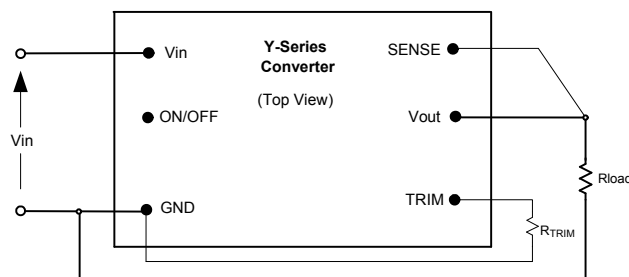 Y-Series
Converter
(Top View)
Vin
SENSE
ON/OFF
Vout
Vin
GND
TRIM
Rload
RTRIM